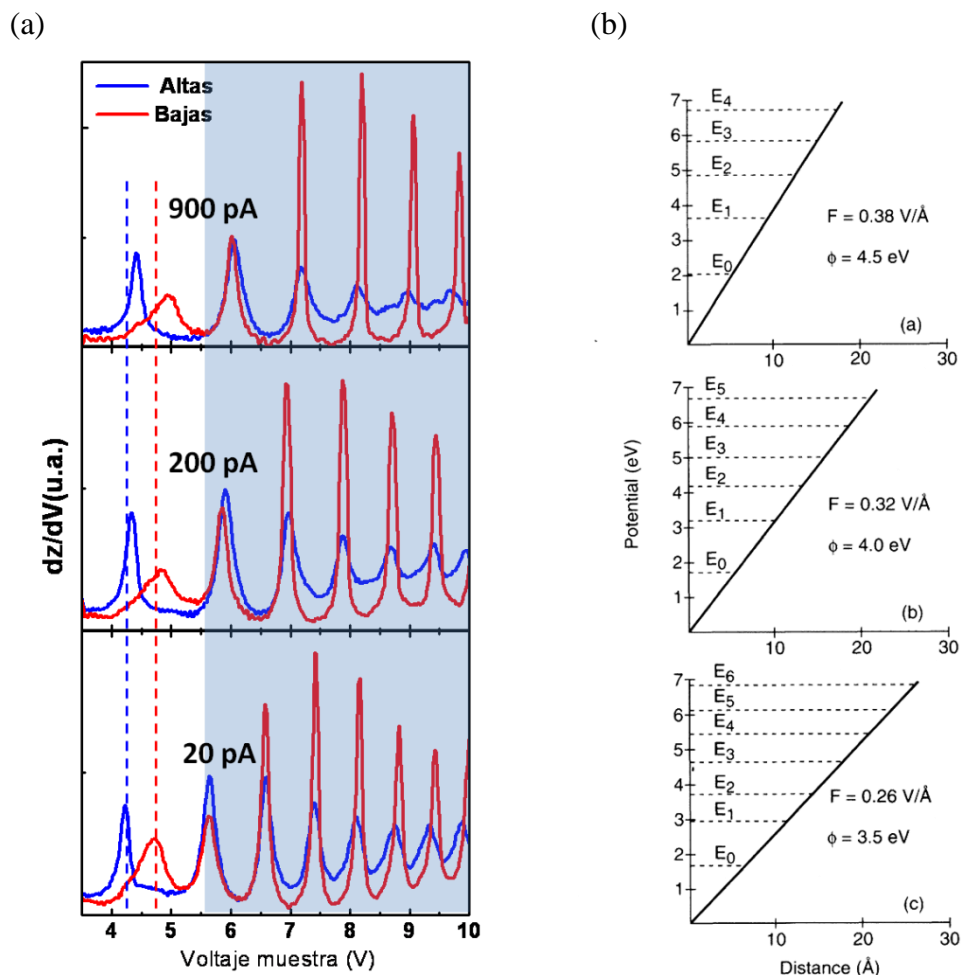 (a)
Altas
Bajas
900 pA
200 pA
20 pA
dz/dV(u.a.)
4 5 6 7 8 9 10
Voltaje muestra (V)
(b)
7
6
5
4
3
2
1
E4
E3
E2
E1
E0
F = 0.38 V/Å
ϕ = 4.5 eV
(a)
10 20 30
7
6
5
4
3
2
1
E5
E4
E3
E2
E1
E0
F = 0.32 V/Å
ϕ = 4.0 eV
(b)
10 20 30
Potential (eV)
7
6
5
4
3
2
1
E6
E5
E4
E3
E2
E1
E0
F = 0.26 V/Å
ϕ = 3.5 eV
(c)
10 20 30
Distance (Å)